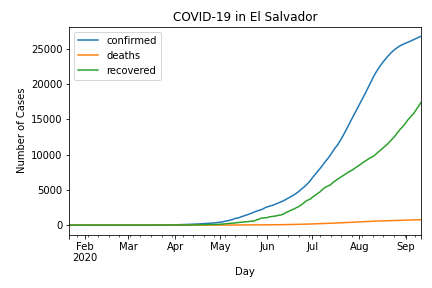 COVID-19 in El Salvador
confirmed
deaths
recovered
Number of Cases
25000
20000
15000
10000
5000
0
Feb Mar Apr May Jun Jul Aug Sep
2020
Day